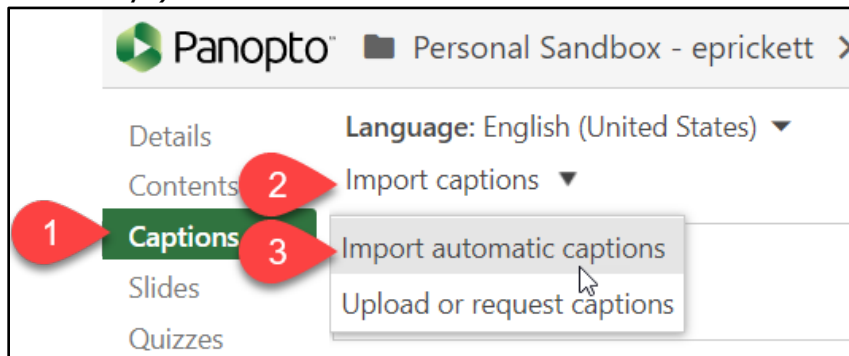 Panopto™ Personal Sandbox - eprickett
Details
Language: English (United States)
Contents
2
Import captions
1
Captions
3
Import automatic captions
Slides
Upload or request captions
Quizzes